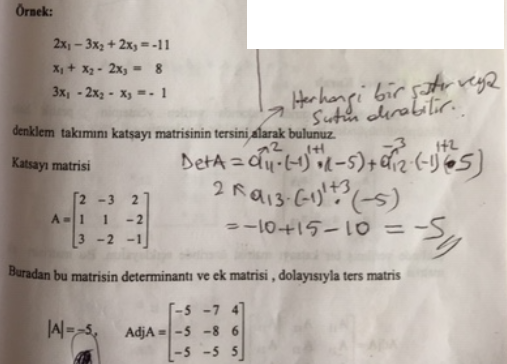 Örnek:
2x₁ – 3x₂ + 2x₃ = -11
x₁ + x₂ - 2x₃ = 8
3x₁ - 2x₂ - x₃ = - 1
Herhangi bir satır veya
sutun alınabilir..
denklem takımını katsayı matrisinin tersini alarak bulunuz.
Katsayı matrisi
DetA = a₁₁·(-1)¹⁺¹·(-5) + a₁₂·(-1)¹⁺²·5)
2 -3
2 a₁₃·(-1)¹⁺³·(-5)
= -10+15-10 = -5
A = [2 -3 2
1 1 -2
3 -2 -1]
Buradan bu matrisin determinantı ve ek matrisi , dolayısıyla ters matris
|A|=-5, AdjA = [-5 -7 4
-5 -8 6
-5 -5 5]